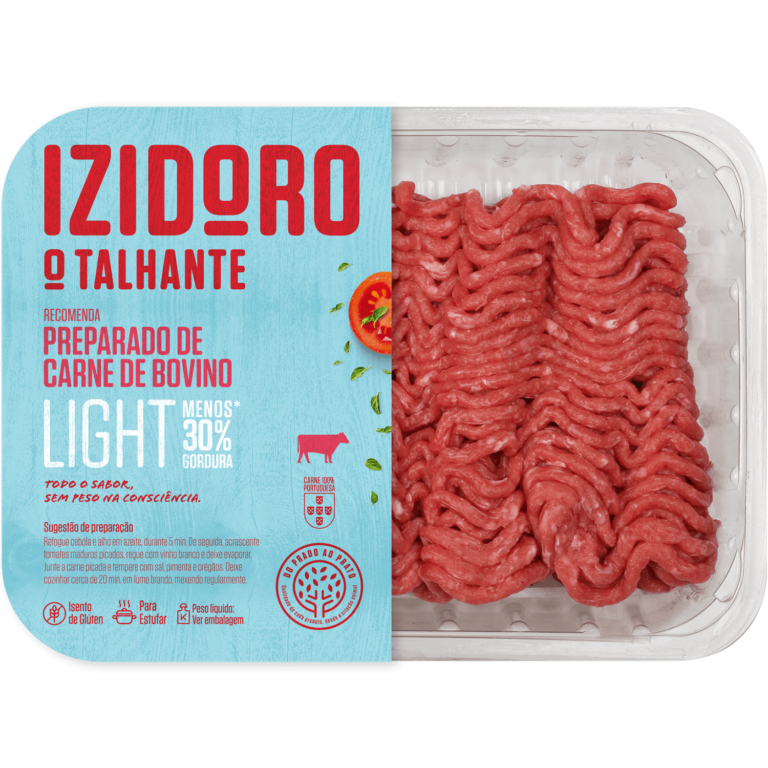 IZIDORO
O TALHANTE
RECOMENDA
PREPARADO DE
CARNE DE BOVINO
LIGHT
MENOS*
30%
GORDURA
TODO O SABOR,
SEM PESO NA CONSCIÊNCIA.
CARNE 100%
PORTUGUESA
Sugestão de preparação
Refogue cebola e alho em azeite, durante 5 min. De seguida, acrescente
tomates maduros picados, regue com vinho branco e deixe evaporar.
Junte a carne picada e tempere com sal, pimenta e orégãos. Deixe
cozinhar cerca de 20 min. em lume brando, mexendo regularmente.
DO PRADO AO PRATO
Isento
de Glúten
Para
Estufar
Peso líquido:
Ver embalagem